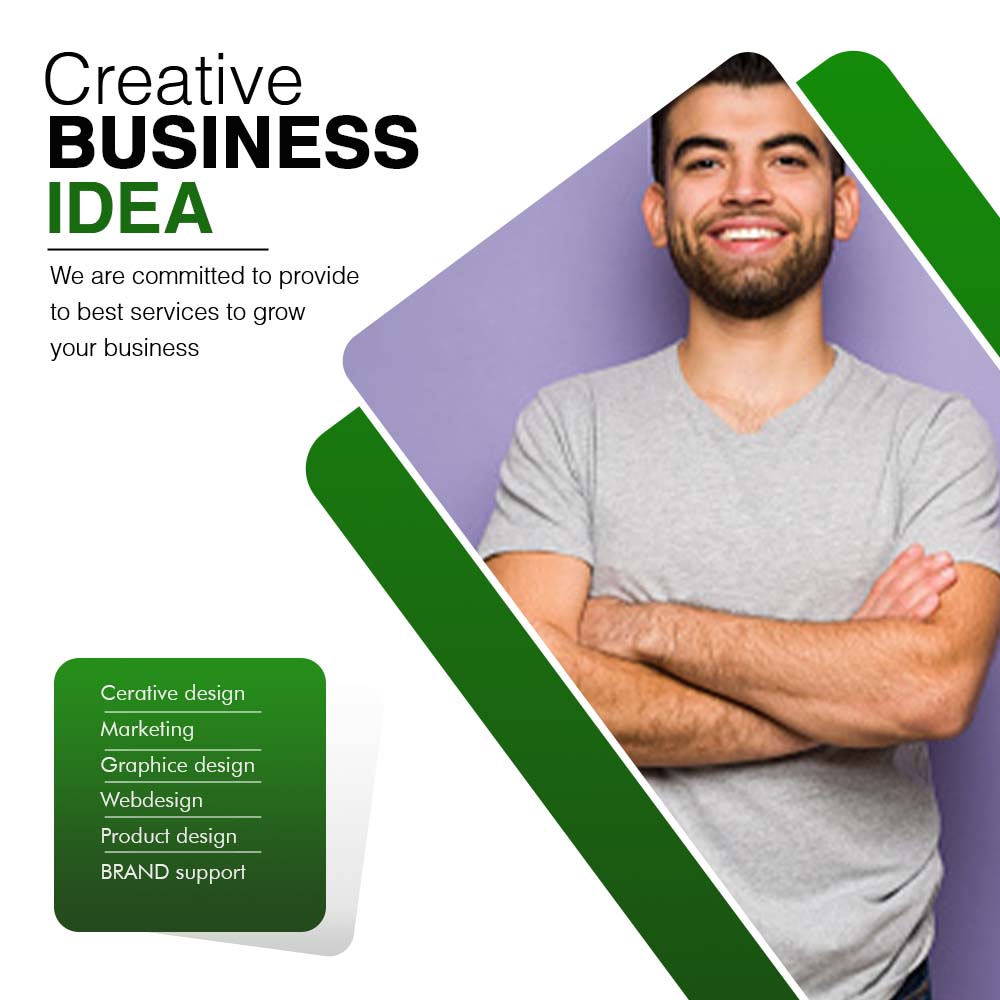 Creative
BUSINESS
IDEA
We are committed to provide
to best services to grow
your business
Cerative design
Marketing
Graphice design
Webdesign
Product design
BRAND support